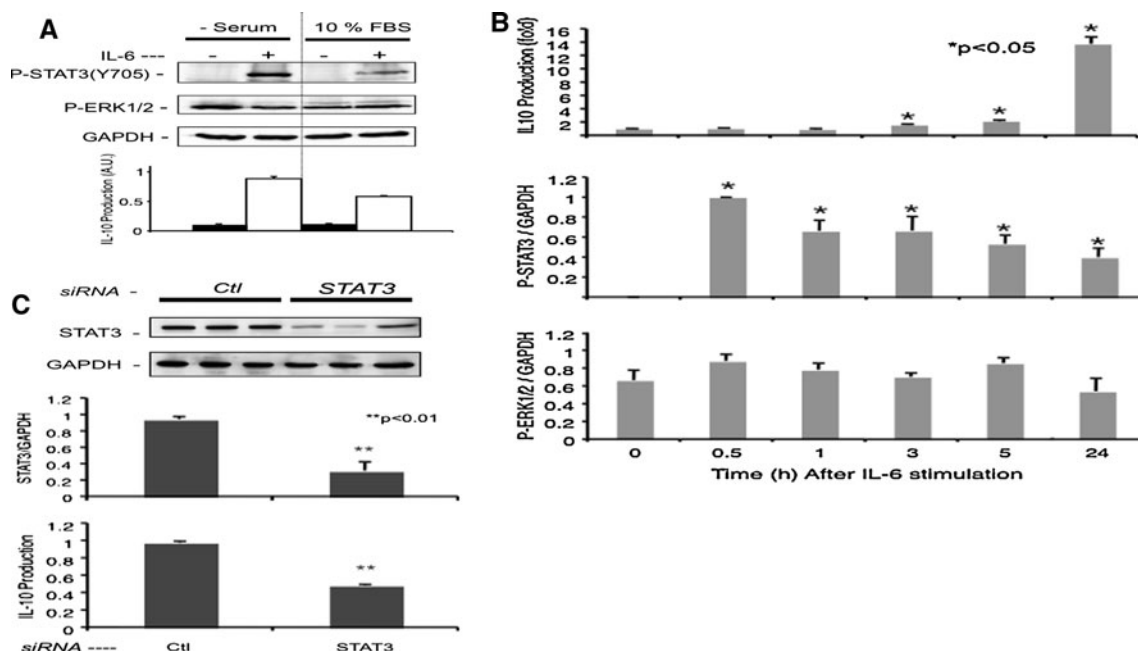 A
- Serum 10 % FBS
IL-6 --- - + - +
P-STAT3(Y705) -
P-ERK1/2 -
GAPDH -
IL-10 Production (A.U.)
1
0.5
0
C
siRNA - Ctl STAT3
STAT3 -
GAPDH -
STAT3/GAPDH
1.2
1
0.8
0.6
0.4
0.2
0
**p<0.01
**
IL-10 Production
1.2
1
0.8
0.6
0.4
0.2
0
**
siRNA ---- Ctl STAT3
B
IL10 Production (fold)
16
14
12
10
8
6
4
2
*p<0.05
* * *
P-STAT3 / GAPDH
1.2
1
0.8
0.6
0.4
0.2
* * * * *
P-ERK1/2 / GAPDH
1.2
1
0.8
0.6
0.4
0.2
0
0 0.5 1 3 5 24
Time (h) After IL-6 stimulation